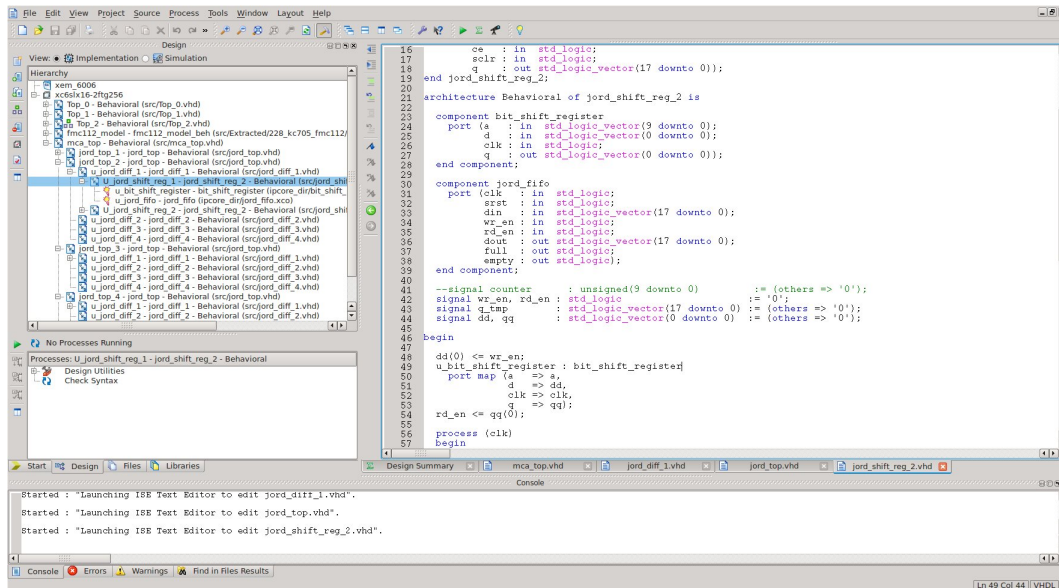 File Edit View Project Source Process Tools Window Layout Help
Design
View: Implementation Simulation
Hierarchy
xem_6006
xc6slx16-2ftg256
Top_0 - Behavioral (src/Top_0.vhd)
Top_1 - Behavioral (src/Top_1.vhd)
Top_2 - Behavioral (src/Top_2.vhd)
fmc112_model - fmc112_model_beh (src/Extracted/228_kc705_fmc112/
mca_top - Behavioral (src/mca_top.vhd)
jord_top_1 - jord_top - Behavioral (src/jord_top.vhd)
jord_top_2 - jord_top - Behavioral (src/jord_top.vhd)
u_jord_diff_1 - jord_diff_1 - Behavioral (src/jord_diff_1.vhd)
U_jord_shift_reg_1 - jord_shift_reg_2 - Behavioral (src/jord_shi
u_bit_shift_register - bit_shift_register (ipcore_dir/bit_shift_
u_jord_fifo - jord_fifo (ipcore_dir/jord_fifo.xco)
U_jord_shift_reg_2 - jord_shift_reg_2 - Behavioral (src/jord_shi
u_jord_diff_2 - jord_diff_2 - Behavioral (src/jord_diff_2.vhd)
u_jord_diff_3 - jord_diff_3 - Behavioral (src/jord_diff_3.vhd)
u_jord_diff_4 - jord_diff_4 - Behavioral (src/jord_diff_4.vhd)
jord_top_3 - jord_top - Behavioral (src/jord_top.vhd)
u_jord_diff_1 - jord_diff_1 - Behavioral (src/jord_diff_1.vhd)
u_jord_diff_2 - jord_diff_2 - Behavioral (src/jord_diff_2.vhd)
u_jord_diff_3 - jord_diff_3 - Behavioral (src/jord_diff_3.vhd)
u_jord_diff_4 - jord_diff_4 - Behavioral (src/jord_diff_4.vhd)
jord_top_4 - jord_top - Behavioral (src/jord_top.vhd)
u_jord_diff_1 - jord_diff_1 - Behavioral (src/jord_diff_1.vhd)
u_jord_diff_2 - jord_diff_2 - Behavioral (src/jord_diff_2.vhd)
No Processes Running
Processes: U_jord_shift_reg_1 - jord_shift_reg_2 - Behavioral
Design Utilities
Check Syntax
Start Design Files Libraries
16 ce : in std_logic;
17 sclr : in std_logic;
18 q : out std_logic_vector(17 downto 0));
19 end jord_shift_reg_2;
20
21 architecture Behavioral of jord_shift_reg_2 is
22
23 component bit_shift_register
24 port (a : in std_logic_vector(9 downto 0);
25 d : in std_logic_vector(0 downto 0);
26 clk : in std_logic;
27 q : out std_logic_vector(0 downto 0));
28 end component;
29
30 component jord_fifo
31 port (clk : in std_logic;
32 srst : in std_logic;
33 din : in std_logic_vector(17 downto 0);
34 wr_en : in std_logic;
35 rd_en : in std_logic;
36 dout : out std_logic_vector(17 downto 0);
37 full : out std_logic;
38 empty : out std_logic);
39 end component;
40
41 --signal counter : unsigned(9 downto 0) := (others => '0');
42 signal wr_en, rd_en : std_logic := '0';
43 signal q_tmp : std_logic_vector(17 downto 0) := (others => '0');
44 signal dd, qq : std_logic_vector(0 downto 0) := (others => '0');
45
46 begin
47
48 dd(0) <= wr_en;
49 u_bit_shift_register : bit_shift_register
50 port map (a => a,
51 d => dd,
52 clk => clk,
53 q => qq);
54 rd_en <= qq(0);
55
56 process (clk)
57 begin
Design Summary mca_top.vhd jord_diff_1.vhd jord_top.vhd jord_shift_reg_2.vhd
Console
Started : "Launching ISE Text Editor to edit jord_diff_1.vhd".
Started : "Launching ISE Text Editor to edit jord_top.vhd".
Started : "Launching ISE Text Editor to edit jord_shift_reg_2.vhd".
Console Errors Warnings Find in Files Results
Ln 49 Col 44 VHDL